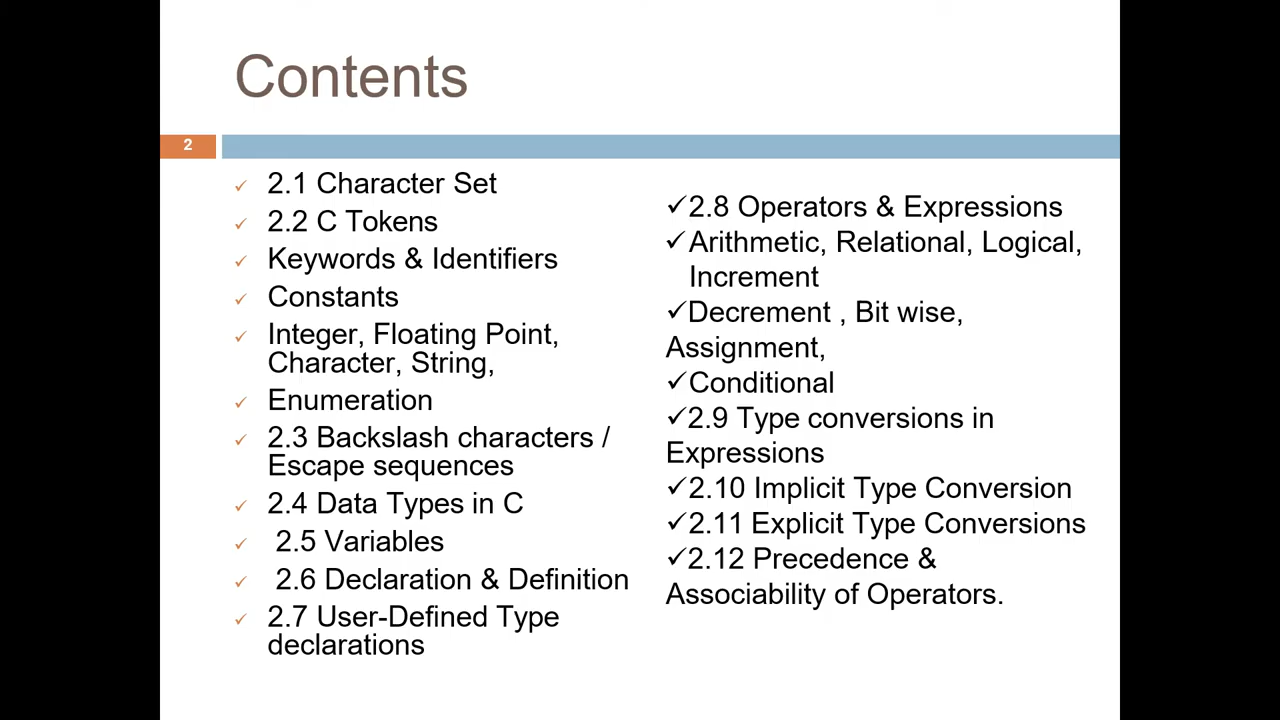 Contents
2
2.1 Character Set
2.2 C Tokens
Keywords & Identifiers
Constants
Integer, Floating Point,
Character, String,
Enumeration
2.3 Backslash characters /
Escape sequences
2.4 Data Types in C
2.5 Variables
2.6 Declaration & Definition
2.7 User-Defined Type
declarations
✓2.8 Operators & Expressions
✓Arithmetic, Relational, Logical,
Increment
✓Decrement , Bit wise,
Assignment,
✓Conditional
✓2.9 Type conversions in
Expressions
✓2.10 Implicit Type Conversion
✓2.11 Explicit Type Conversions
✓2.12 Precedence &
Associability of Operators.